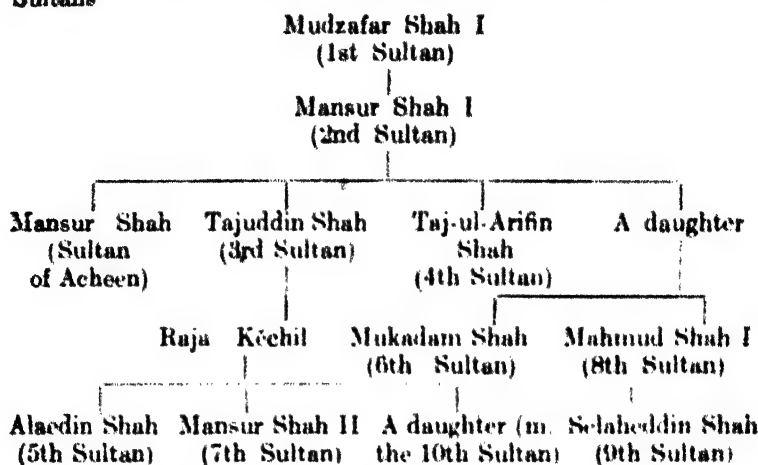 Sultans
Mudzafar Shah I
(1st Sultan)
Mansur Shah I
(2nd Sultan)
Mansur Shah Tajuddin Shah Taj-ul-Arifin A daughter
(Sultan (3rd Sultan) Shah
of Acheen) (4th Sultan)
Raja Kĕchil Mukadam Shah Mahmud Shah I
(6th Sultan) (8th Sultan)
Alaedin Shah Mansur Shah II A daughter (m. Selaheddin Shah
(5th Sultan) (7th Sultan) the 10th Sultan) (9th Sultan)